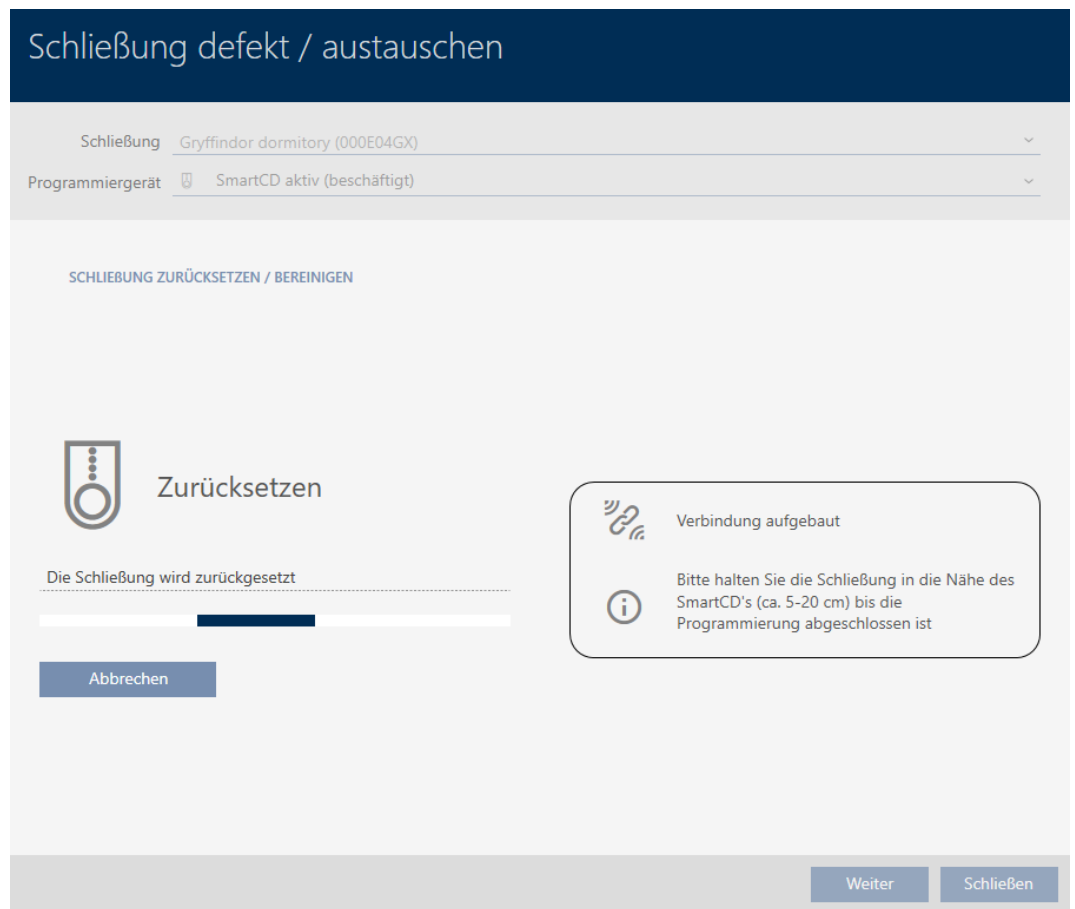 Schließung defekt / austauschen
Schließung Gryffindor dormitory (000E04GX)
Programmiergerät SmartCD aktiv (beschäftigt)
SCHLIEßUNG ZURÜCKSETZEN / BEREINIGEN
Zurücksetzen
Die Schließung wird zurückgesetzt
Abbrechen
Verbindung aufgebaut
Bitte halten Sie die Schließung in die Nähe des
SmartCD's (ca. 5-20 cm) bis die
Programmierung abgeschlossen ist
Weiter
Schließen